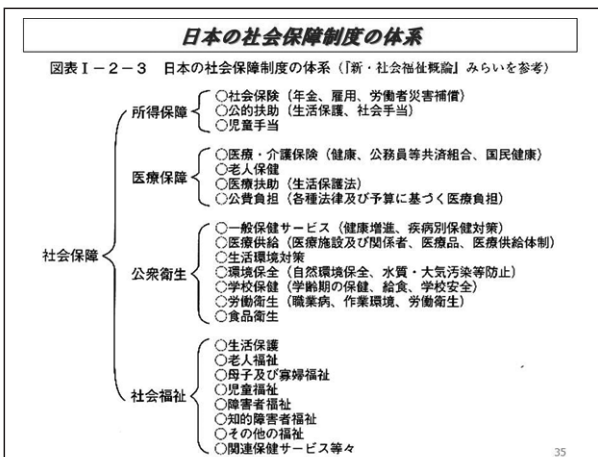 日本の社会保障制度の体系
図表Ⅰ－2－3　日本の社会保障制度の体系（『新・社会福祉概論』みらいを参考）
社会保障
所得保障
○社会保険（年金、雇用、労働者災害補償）
○公的扶助（生活保護、社会手当）
○児童手当
医療保障
○医療・介護保険（健康、公務員等共済組合、国民健康）
○老人保健
○医療扶助（生活保護法）
○公費負担（各種法律及び予算に基づく医療負担）
公衆衛生
○一般保健サービス（健康増進、疾病別保健対策）
○医療供給（医療施設及び関係者、医療品、医療供給体制）
○生活環境対策
○環境保全（自然環境保全、水質・大気汚染等防止）
○学校保健（学齢期の保健、給食、学校安全）
○労働衛生（職業病、作業環境、労働衛生）
○食品衛生
社会福祉
○生活保護
○老人福祉
○母子及び寡婦福祉
○児童福祉
○障害者福祉
○知的障害者福祉
○その他の福祉
○関連保健サービス等々
35